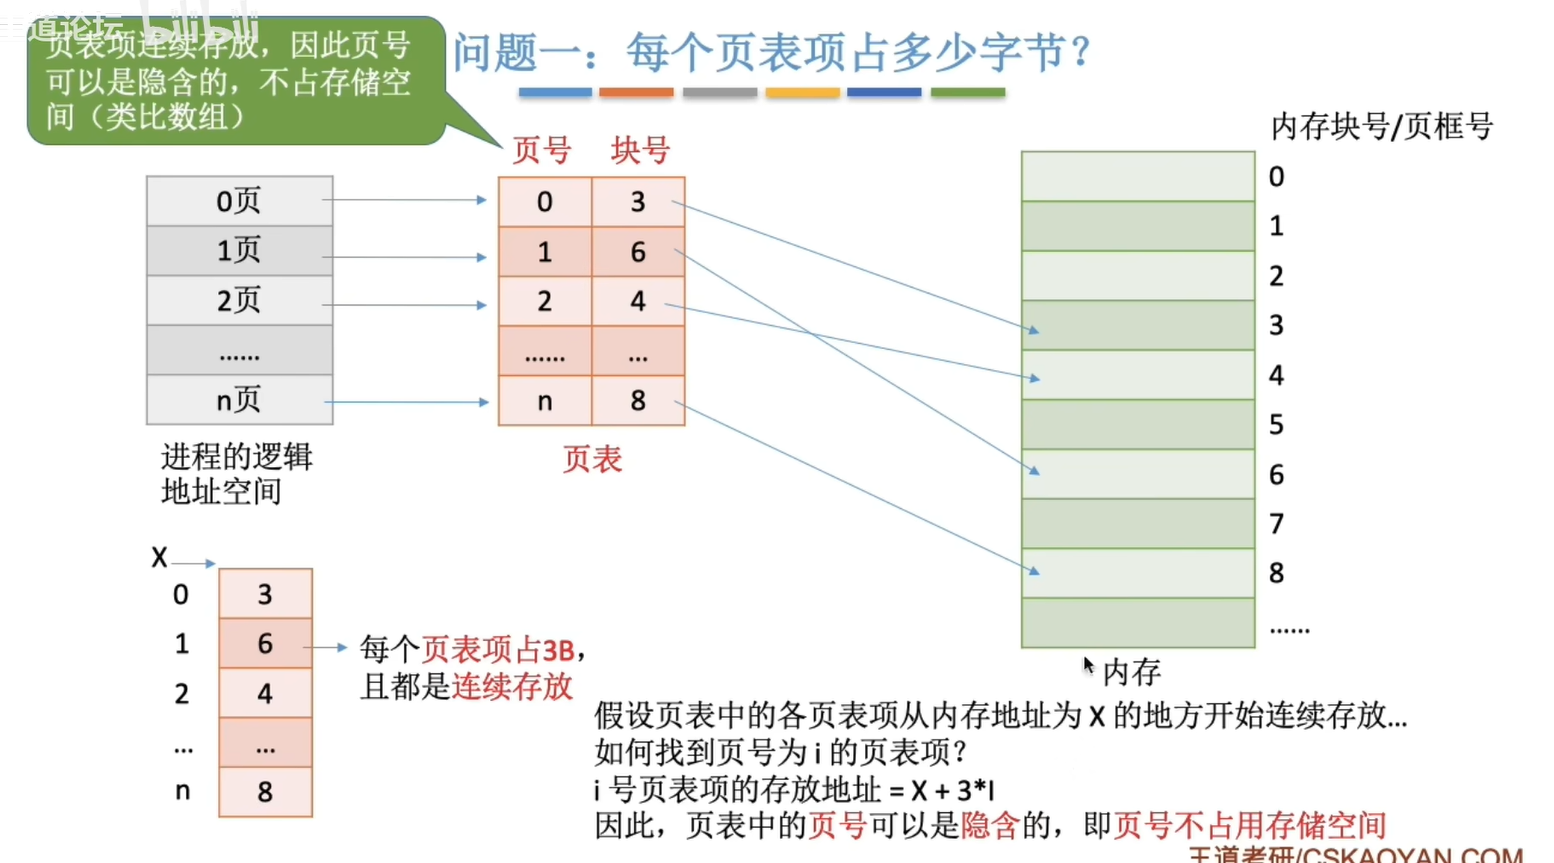 王道论坛 bilibili
页表项连续存放，因此页号
可以是隐含的，不占存储空
间（类比数组）
问题一：每个页表项占多少字节？
内存块号/页框号
页号 块号
0页 0 3 0
1页 1 6 1
2页 2 4 2
…… …… … 3
n页 n 8 4
5
6
7
8
……
进程的逻辑
地址空间
页表
内存
X
0 3
1 6
2 4
… …
n 8
每个页表项占3B，
且都是连续存放
假设页表中的各页表项从内存地址为 X 的地方开始连续存放…
如何找到页号为 i 的页表项？
i 号页表项的存放地址 = X + 3*I
因此，页表中的页号可以是隐含的，即页号不占用存储空间
王道考研/CSKAOYAN.COM